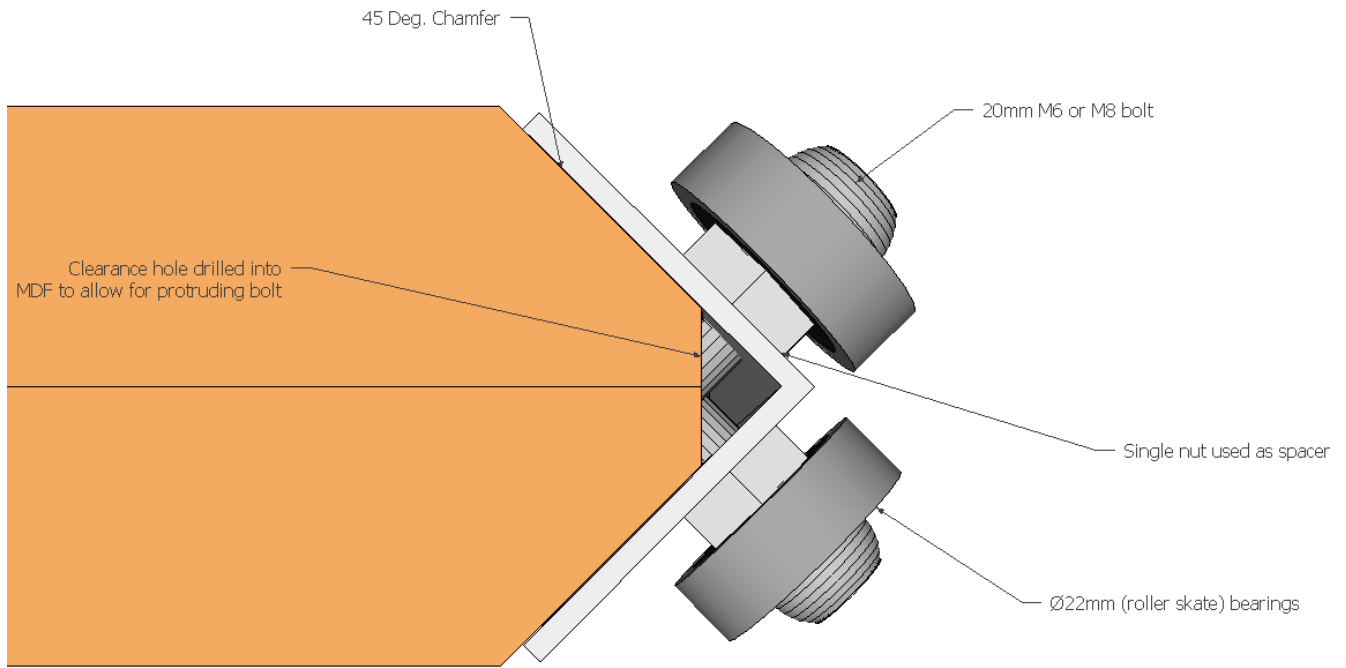 45 Deg. Chamfer
20mm M6 or M8 bolt
Clearance hole drilled into
MDF to allow for protruding bolt
Single nut used as spacer
Ø22mm (roller skate) bearings